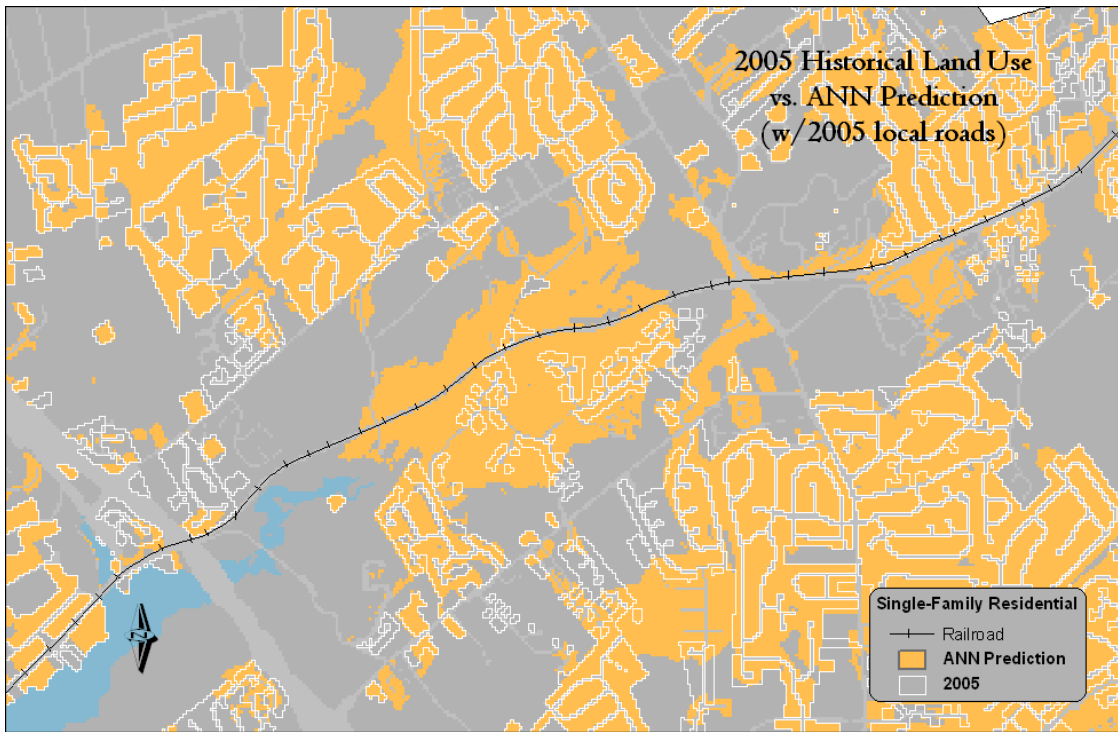 2005 Historical Land Use
vs. ANN Prediction
(w/2005 local roads)
N
Single-Family Residential
Railroad
ANN Prediction
2005